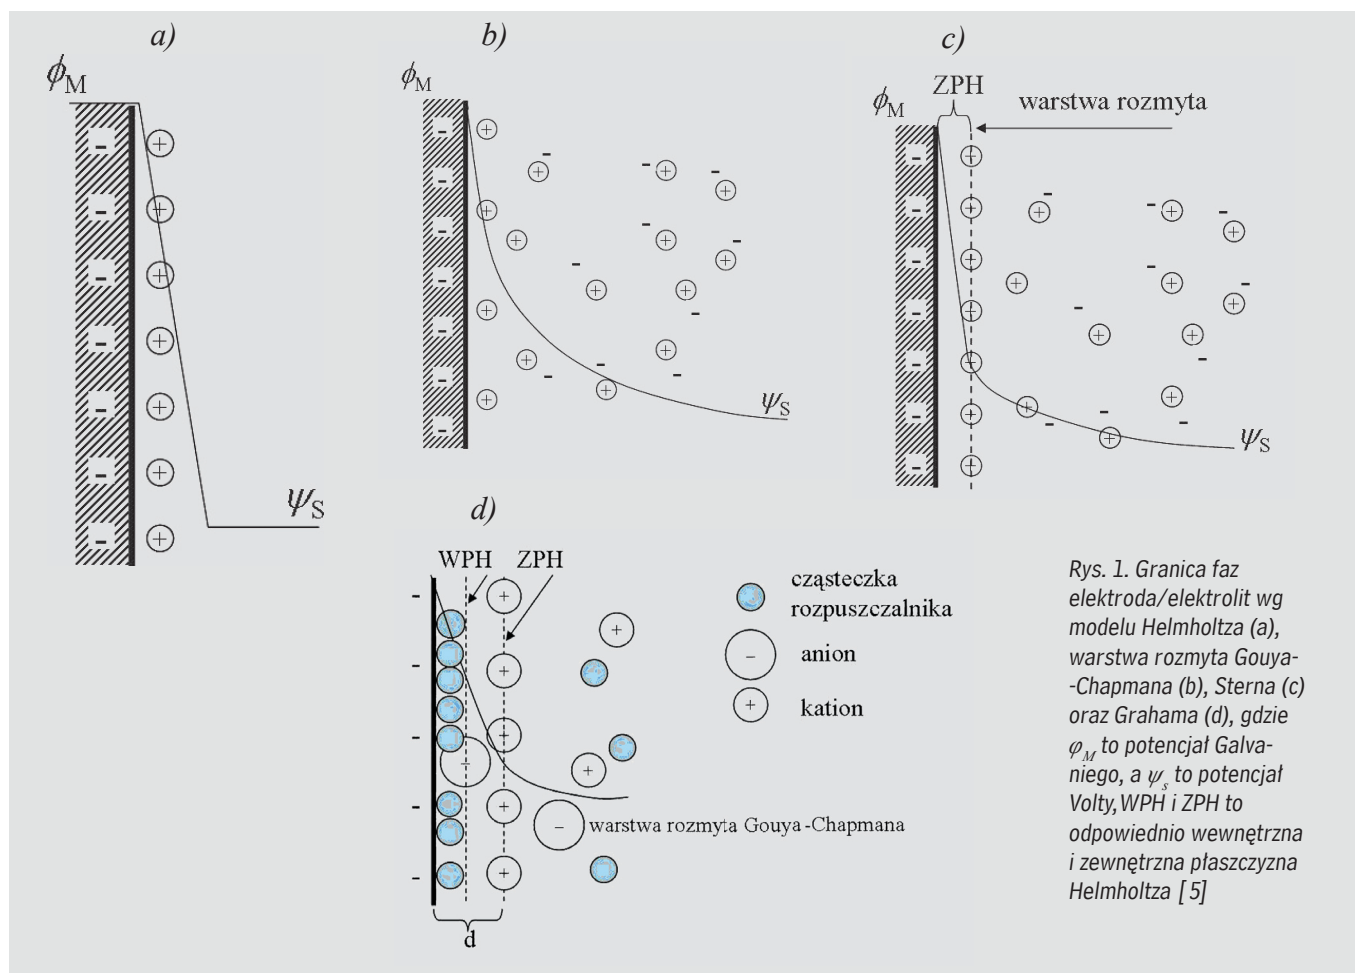 a)
ϕM
ψS
b)
ϕM
ψS
c)
ZPH
ϕM
warstwa rozmyta
ψS
d)
WPH ZPH
cząsteczka
rozpuszczalnika
anion
kation
warstwa rozmyta Gouya-Chapmana
d
Rys. 1. Granica faz
elektroda/elektrolit wg
modelu Helmholtza (a),
warstwa rozmyta Gouya-
-Chapmana (b), Sterna (c)
oraz Grahama (d), gdzie
φM to potencjał Galva-
niego, a ψs to potencjał
Volty,WPH i ZPH to
odpowiednio wewnętrzna
i zewnętrzna płaszczyzna
Helmholtza [5]